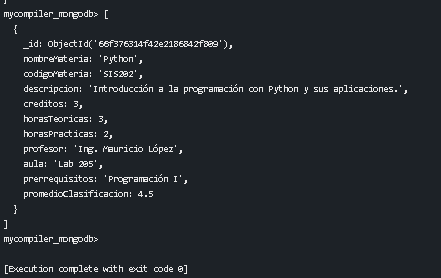 }
mycompiler_mongodb> [
{
_id: ObjectId('66f376314f42e2186842f809'),
nombreMateria: 'Python',
codigoMateria: 'SIS202',
descripcion: 'Introducción a la programación con Python y sus aplicaciones.',
creditos: 3,
horasTeoricas: 3,
horasPracticas: 2,
profesor: 'Ing. Mauricio López',
aula: 'Lab 205',
prerrequisitos: 'Programación I',
promedioClasificacion: 4.5
}
]
mycompiler_mongodb>
[Execution complete with exit code 0]